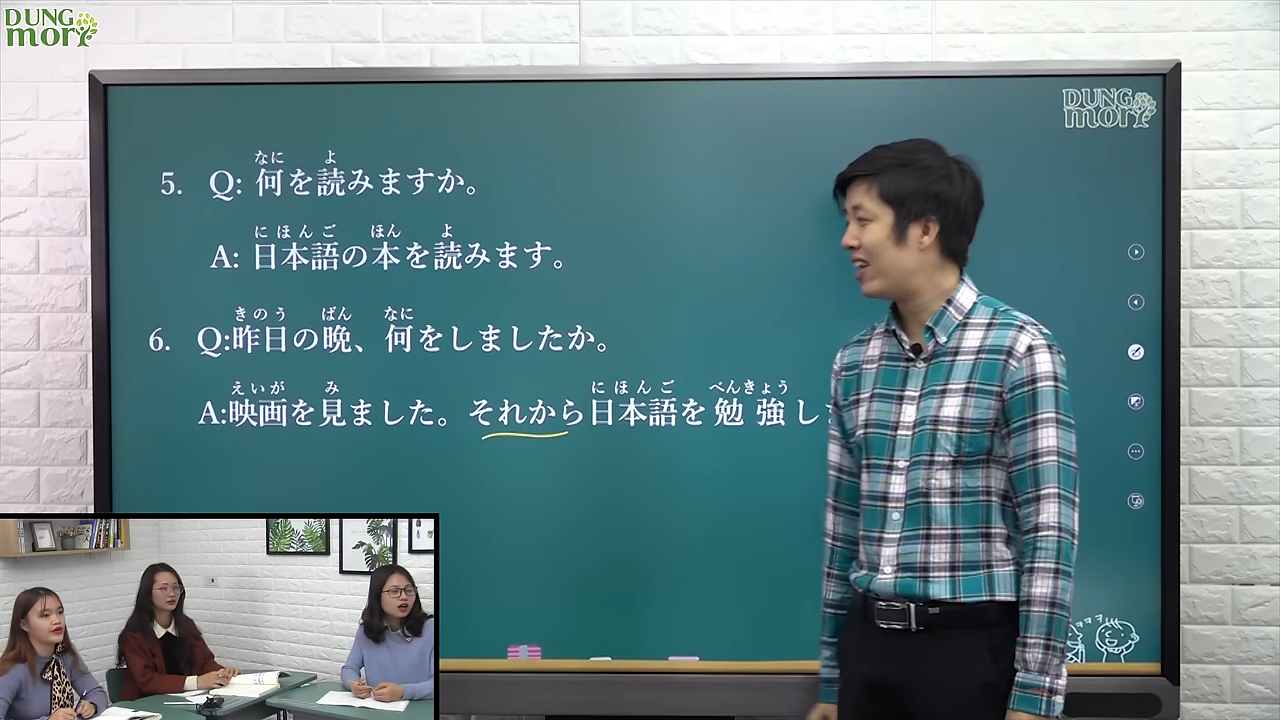 DUNG
mori
DUNG
mori
なに よ
5. Q: 何を読みますか。
にほんご ほん よ
A: 日本語の本を読みます。
きのう ばん なに
6. Q:昨日の晩、何をしましたか。
えいが み にほんご べんきょう
A:映画を見ました。それから日本語を勉強し